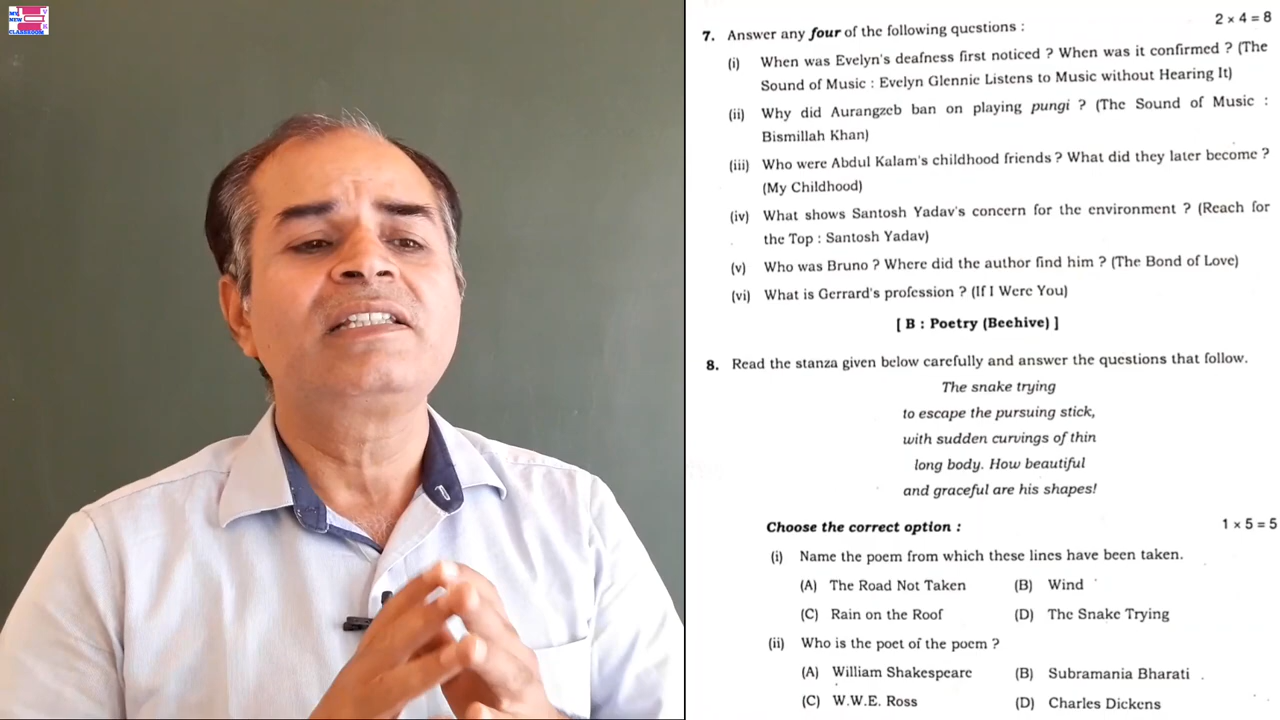 MY
NEW
CLASSROOM
V
K
2 × 4 = 8
7. Answer any four of the following questions :
(i) When was Evelyn's deafness first noticed ? When was it confirmed ? (The
Sound of Music : Evelyn Glennie Listens to Music without Hearing It)
(ii) Why did Aurangzeb ban on playing pungi ? (The Sound of Music :
Bismillah Khan)
(iii) Who were Abdul Kalam's childhood friends ? What did they later become ?
(My Childhood)
(iv) What shows Santosh Yadav's concern for the environment ? (Reach for
the Top : Santosh Yadav)
(v) Who was Bruno ? Where did the author find him ? (The Bond of Love)
(vi) What is Gerrard's profession ? (If I Were You)
[ B : Poetry (Beehive) ]
8. Read the stanza given below carefully and answer the questions that follow.
The snake trying
to escape the pursuing stick,
with sudden curvings of thin
long body. How beautiful
and graceful are his shapes!
Choose the correct option : 1 × 5 = 5
(i) Name the poem from which these lines have been taken.
(A) The Road Not Taken (B) Wind
(C) Rain on the Roof (D) The Snake Trying
(ii) Who is the poet of the poem ?
(A) William Shakespeare (B) Subramania Bharati
(C) W.W.E. Ross (D) Charles Dickens